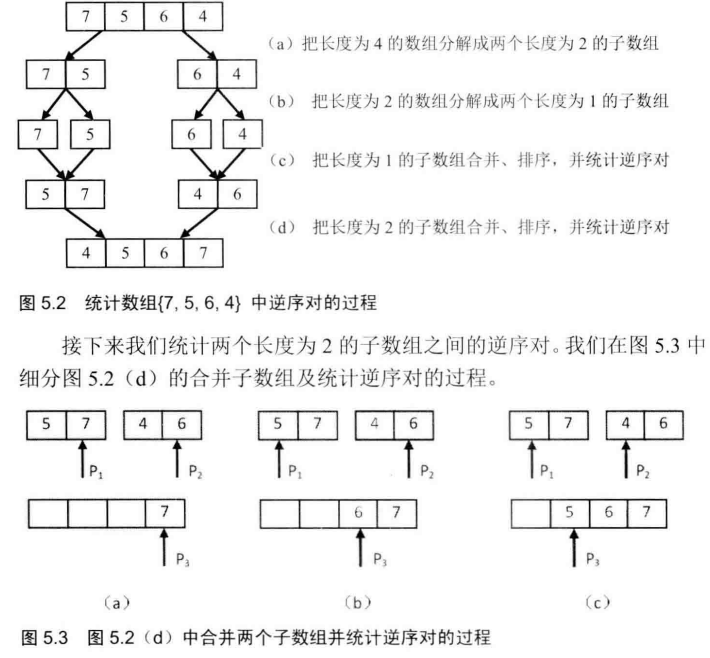 7 5 6 4
(a)把长度为 4 的数组分解成两个长度为 2 的子数组
7 5 6 4
(b) 把长度为 2 的数组分解成两个长度为 1 的子数组
7 5 6 4
(c) 把长度为 1 的子数组合并、排序，并统计逆序对
5 7 4 6
(d) 把长度为 2 的子数组合并、排序，并统计逆序对
4 5 6 7
图 5.2 统计数组{7, 5, 6, 4} 中逆序对的过程
接下来我们统计两个长度为 2 的子数组之间的逆序对。我们在图 5.3 中
细分图 5.2（d）的合并子数组及统计逆序对的过程。
5 7 4 6 5 7 4 6 5 7 4 6
P1 P2 P1 P2 P1 P2
7 6 7 5 6 7
P3 P3 P3
(a) (b) (c)
图 5.3 图 5.2（d）中合并两个子数组并统计逆序对的过程